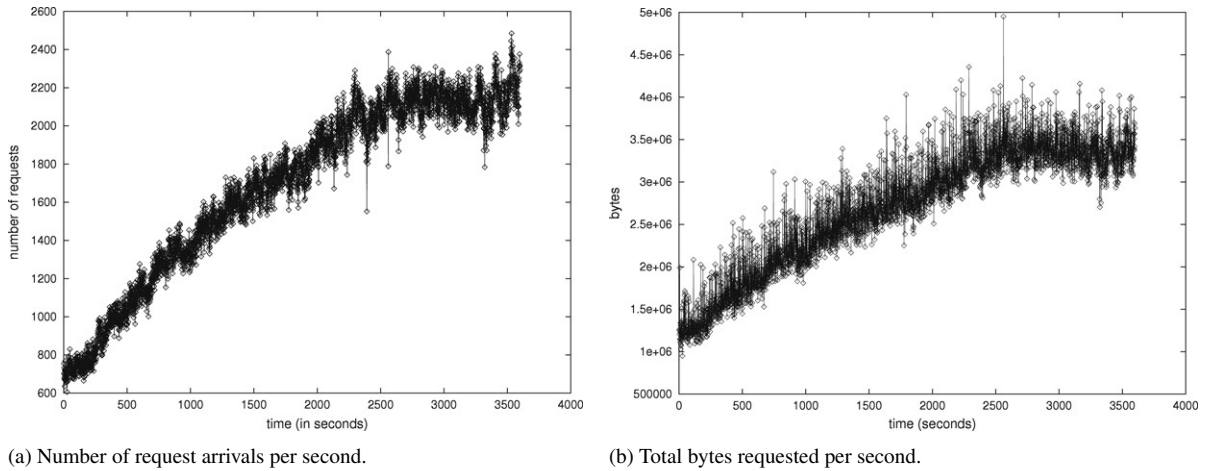 2600
2400
2200
2000
1800
1600
1400
1200
1000
800
600
number of requests
0 500 1000 1500 2000 2500 3000 3500 4000
time (in seconds)
(a) Number of request arrivals per second.
5e+06
4.5e+06
4e+06
3.5e+06
3e+06
2.5e+06
2e+06
1.5e+06
1e+06
500000
bytes
0 500 1000 1500 2000 2500 3000 3500 4000
time (seconds)
(b) Total bytes requested per second.